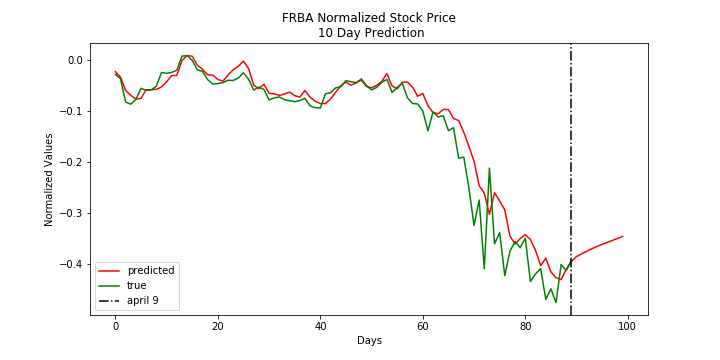 FRBA Normalized Stock Price
10 Day Prediction
Normalized Values
0.0
−0.1
−0.2
−0.3
−0.4
predicted
true
april 9
0
20
40
60
80
100
Days